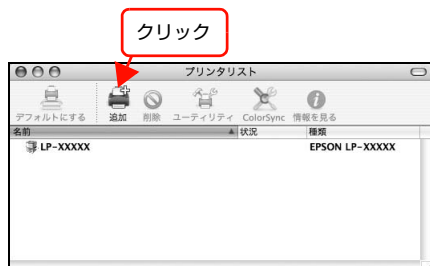 クリック
プリンタリスト
デフォルトにする 追加 削除 ユーティリティ ColorSync 情報を見る
名前 状況 種類
LP-XXXXX EPSON LP-XXXXX